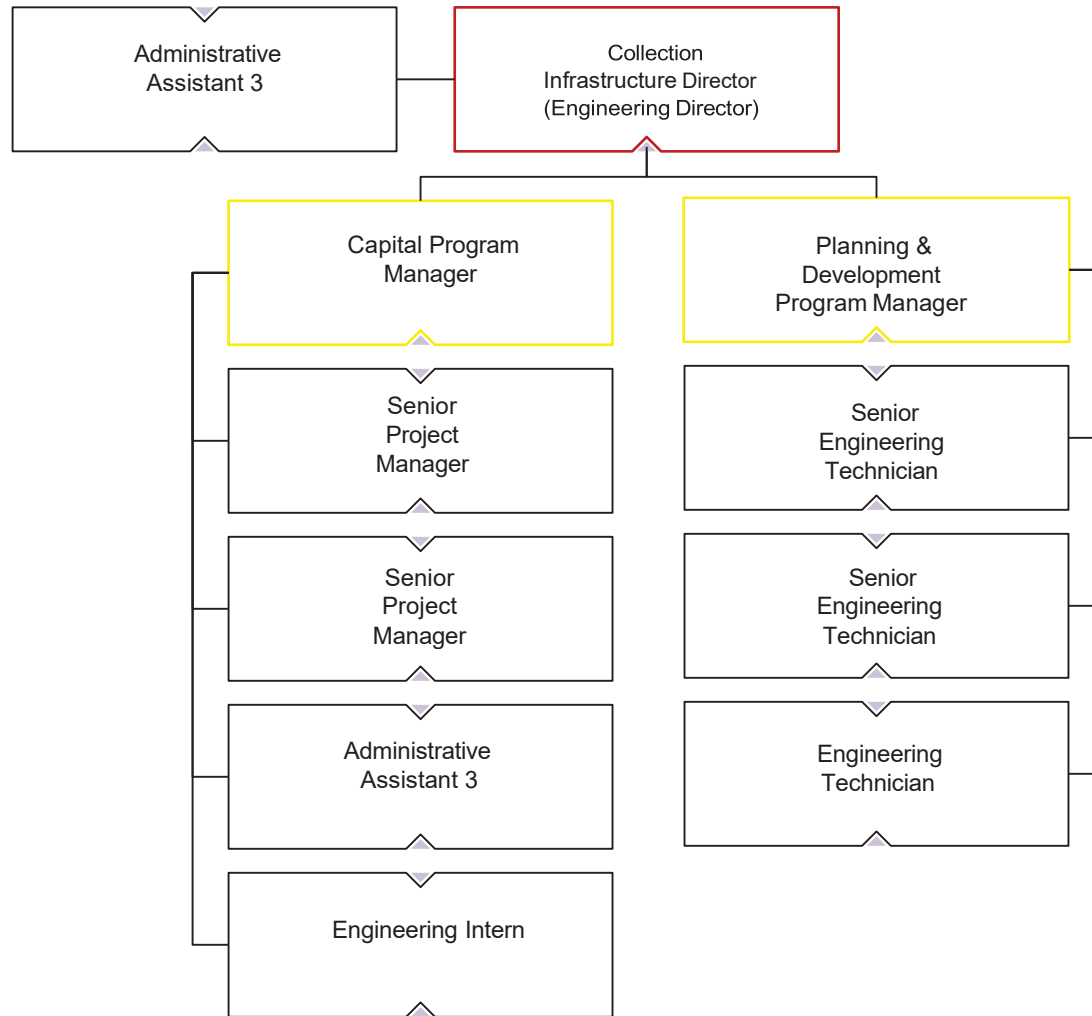 Administrative
Assistant 3
Collection
Infrastructure Director
(Engineering Director)
Capital Program
Manager
Planning &
Development
Program Manager
Senior
Project
Manager
Senior
Engineering
Technician
Senior
Project
Manager
Senior
Engineering
Technician
Administrative
Assistant 3
Engineering
Technician
Engineering Intern